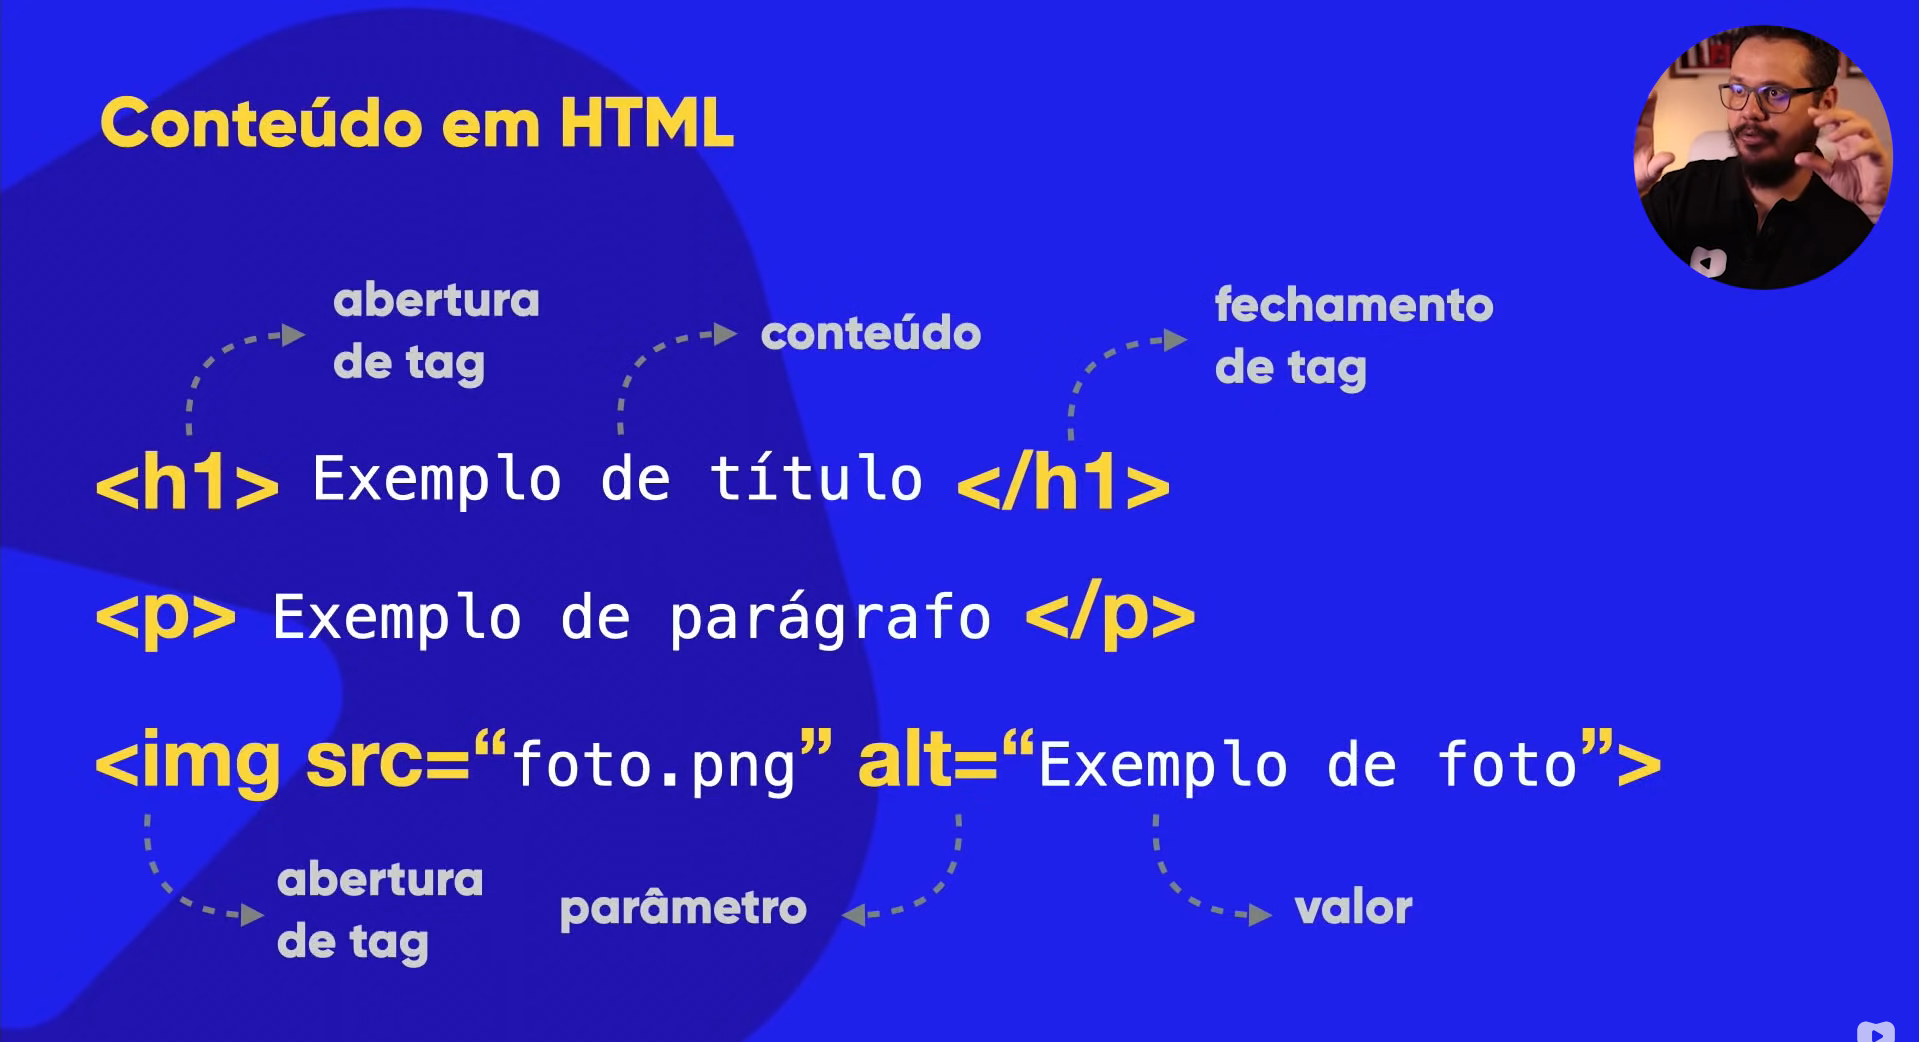 Conteúdo em HTML
abertura
de tag
conteúdo
fechamento
de tag
<h1> Exemplo de título </h1>
<p> Exemplo de parágrafo </p>
<img src=“foto.png” alt=“Exemplo de foto”>
abertura
de tag
parâmetro
valor